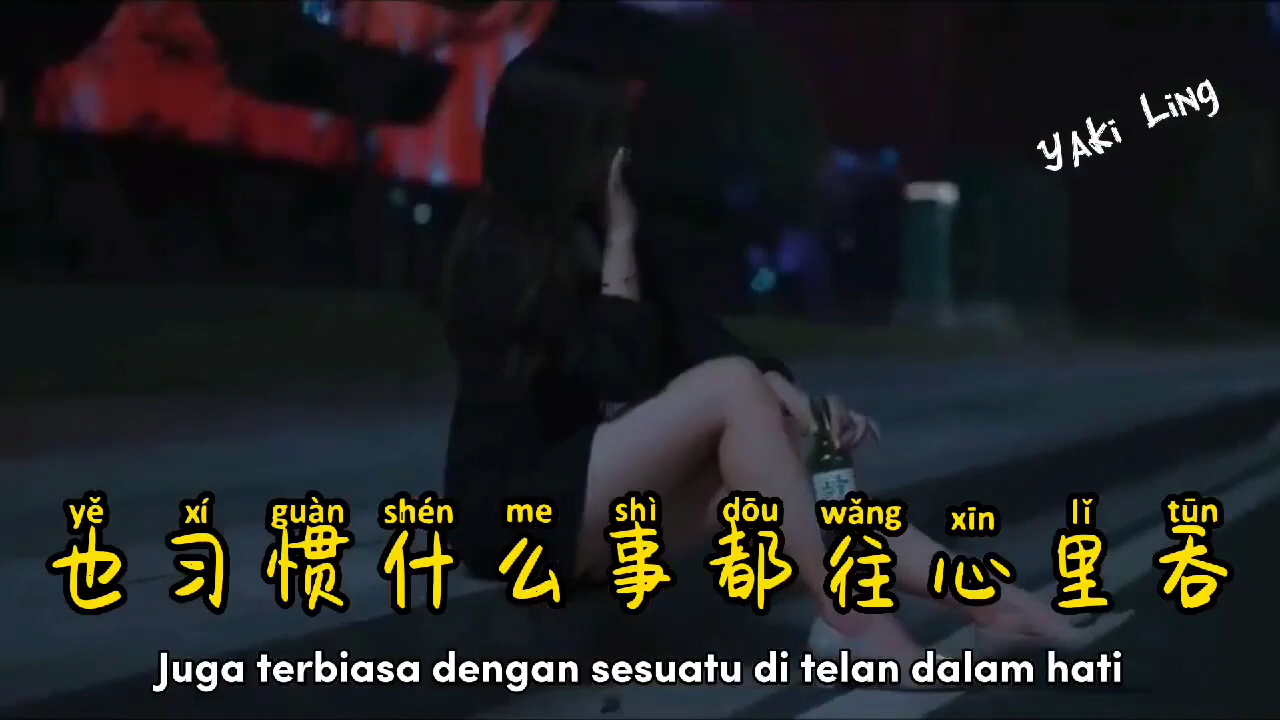 YAKi LiNg
yě xí guàn shén me shì dōu wǎng xīn lǐ tūn
也习惯什么事都往心里吞
Juga terbiasa dengan sesuatu di telan dalam hati